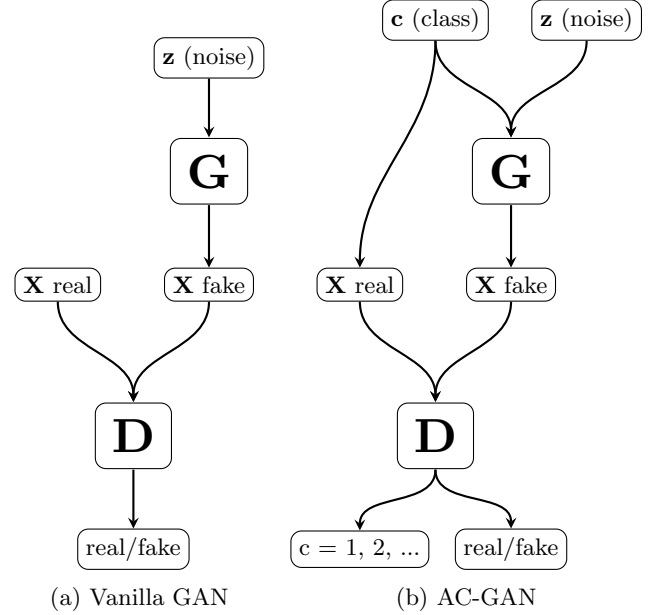 z (noise)
G
X real
X fake
D
real/fake
(a) Vanilla GAN
c (class)
z (noise)
G
X real
X fake
D
c = 1, 2, ...
real/fake
(b) AC-GAN